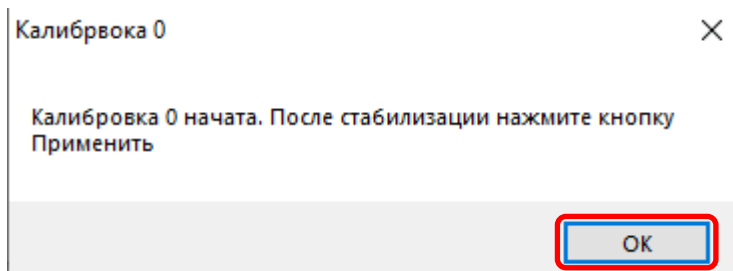 Калибрвока 0
Калибровка 0 начата. После стабилизации нажмите кнопку
Применить
OK